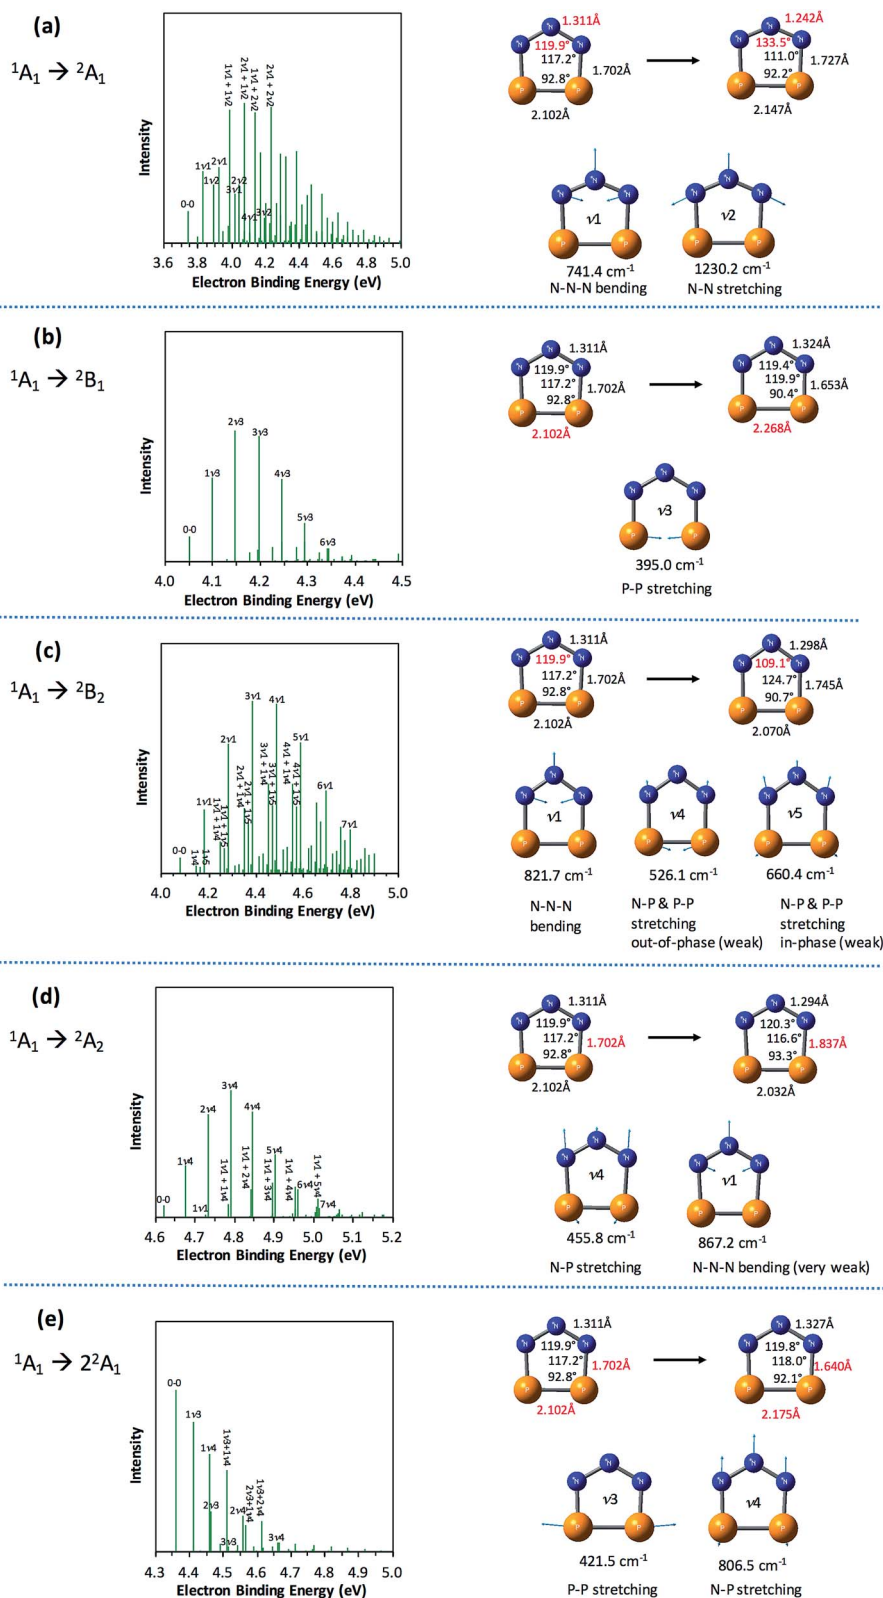 (a)
¹A₁ → ²A₁
Intensity
0-0
1ν1
1ν2
2ν1
1ν1 + 1ν2
3ν1
2ν2
2ν1 + 1ν2
4ν1
1ν1 + 2ν2
3ν2
2ν1 + 2ν2
3.6 3.8 4.0 4.2 4.4 4.6 4.8 5.0
Electron Binding Energy (eV)
1.311Å
119.9°
117.2°
92.8°
1.702Å
2.102Å
1.242Å
133.5°
111.0°
92.2°
1.727Å
2.147Å
N N N P P
N N N P P
ν1
741.4 cm⁻¹
N-N-N bending
ν2
1230.2 cm⁻¹
N-N stretching
(b)
¹A₁ → ²B₁
Intensity
0-0
1ν3
2ν3
3ν3
4ν3
5ν3
6ν3
4.0 4.1 4.2 4.3 4.4 4.5
Electron Binding Energy (eV)
1.311Å
119.9°
117.2°
92.8°
1.702Å
2.102Å
1.324Å
119.4°
119.9°
90.4°
1.653Å
2.268Å
ν3
395.0 cm⁻¹
P-P stretching
(c)
¹A₁ → ²B₂
Intensity
0-0
1ν4
1ν5
1ν1
1ν1 + 1ν4
1ν1 + 1ν5
2ν1
2ν1 + 1ν4
2ν1 + 1ν5
3ν1
3ν1 + 1ν4
3ν1 + 1ν5
4ν1
4ν1 + 1ν4
4ν1 + 1ν5
5ν1
6ν1
7ν1
4.0 4.2 4.4 4.6 4.8 5.0
Electron Binding Energy (eV)
1.311Å
119.9°
117.2°
92.8°
1.702Å
2.102Å
1.298Å
109.1°
124.7°
90.7°
1.745Å
2.070Å
ν1
821.7 cm⁻¹
N-N-N
bending
ν4
526.1 cm⁻¹
N-P & P-P
stretching
out-of-phase (weak)
ν5
660.4 cm⁻¹
N-P & P-P
stretching
in-phase (weak)
(d)
¹A₁ → ²A₂
Intensity
0-0
1ν4
1ν1
2ν4
1ν1 + 1ν4
3ν4
1ν1 + 2ν4
4ν4
1ν1 + 3ν4
5ν4
1ν1 + 4ν4
6ν4
1ν1 + 5ν4
7ν4
4.6 4.7 4.8 4.9 5.0 5.1 5.2
Electron Binding Energy (eV)
1.311Å
119.9°
117.2°
92.8°
1.702Å
2.102Å
1.294Å
120.3°
116.6°
93.3°
1.837Å
2.032Å
ν4
455.8 cm⁻¹
N-P stretching
ν1
867.2 cm⁻¹
N-N-N bending (very weak)
(e)
¹A₁ → 2²A₁
Intensity
0-0
1ν3
1ν4
2ν3
1ν3+1ν4
3ν3
2ν4
2ν3+1ν4
1ν3+2ν4
3ν4
4.3 4.4 4.5 4.6 4.7 4.8 4.9 5.0
Electron Binding Energy (eV)
1.311Å
119.9°
117.2°
92.8°
1.702Å
2.102Å
1.327Å
119.8°
118.0°
92.1°
1.640Å
2.175Å
ν3
421.5 cm⁻¹
P-P stretching
ν4
806.5 cm⁻¹
N-P stretching